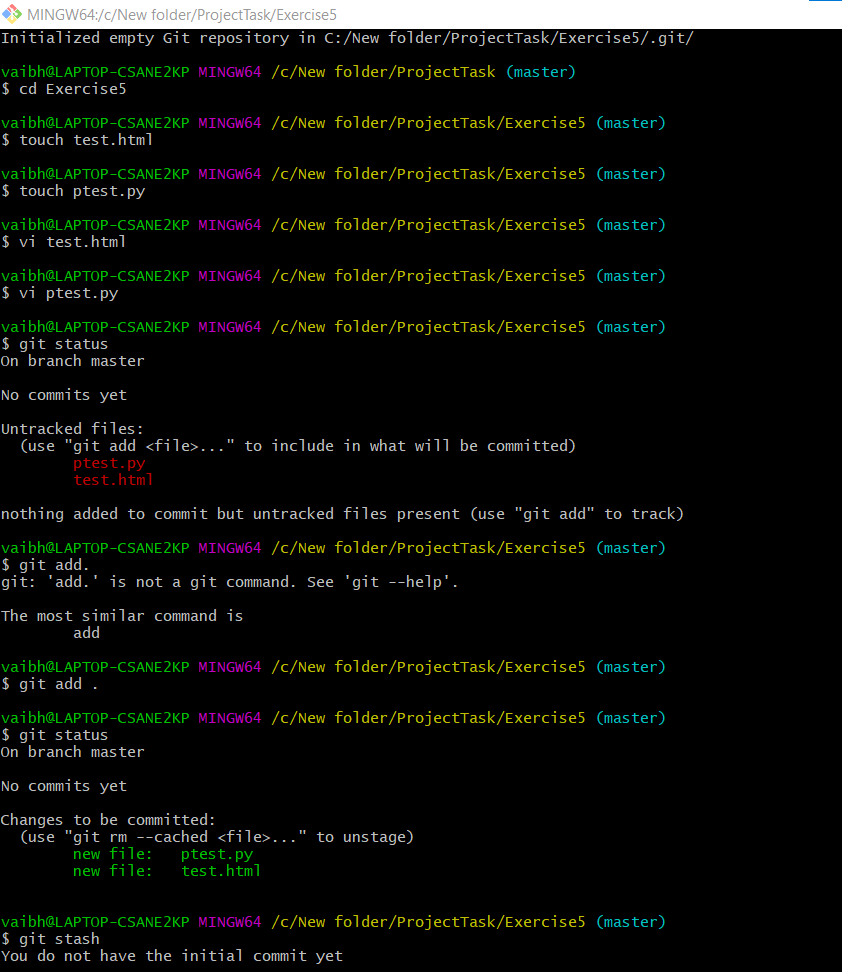 MINGW64:/c/New folder/ProjectTask/Exercise5
Initialized empty Git repository in C:/New folder/ProjectTask/Exercise5/.git/
vaibh@LAPTOP-CSANE2KP MINGW64 /c/New folder/ProjectTask (master)
$ cd Exercise5
vaibh@LAPTOP-CSANE2KP MINGW64 /c/New folder/ProjectTask/Exercise5 (master)
$ touch test.html
vaibh@LAPTOP-CSANE2KP MINGW64 /c/New folder/ProjectTask/Exercise5 (master)
$ touch ptest.py
vaibh@LAPTOP-CSANE2KP MINGW64 /c/New folder/ProjectTask/Exercise5 (master)
$ vi test.html
vaibh@LAPTOP-CSANE2KP MINGW64 /c/New folder/ProjectTask/Exercise5 (master)
$ vi ptest.py
vaibh@LAPTOP-CSANE2KP MINGW64 /c/New folder/ProjectTask/Exercise5 (master)
$ git status
On branch master
No commits yet
Untracked files:
  (use "git add <file>..." to include in what will be committed)
        ptest.py
        test.html
nothing added to commit but untracked files present (use "git add" to track)
vaibh@LAPTOP-CSANE2KP MINGW64 /c/New folder/ProjectTask/Exercise5 (master)
$ git add.
git: 'add.' is not a git command. See 'git --help'.
The most similar command is
        add
vaibh@LAPTOP-CSANE2KP MINGW64 /c/New folder/ProjectTask/Exercise5 (master)
$ git add .
vaibh@LAPTOP-CSANE2KP MINGW64 /c/New folder/ProjectTask/Exercise5 (master)
$ git status
On branch master
No commits yet
Changes to be committed:
  (use "git rm --cached <file>..." to unstage)
        new file:   ptest.py
        new file:   test.html
vaibh@LAPTOP-CSANE2KP MINGW64 /c/New folder/ProjectTask/Exercise5 (master)
$ git stash
You do not have the initial commit yet